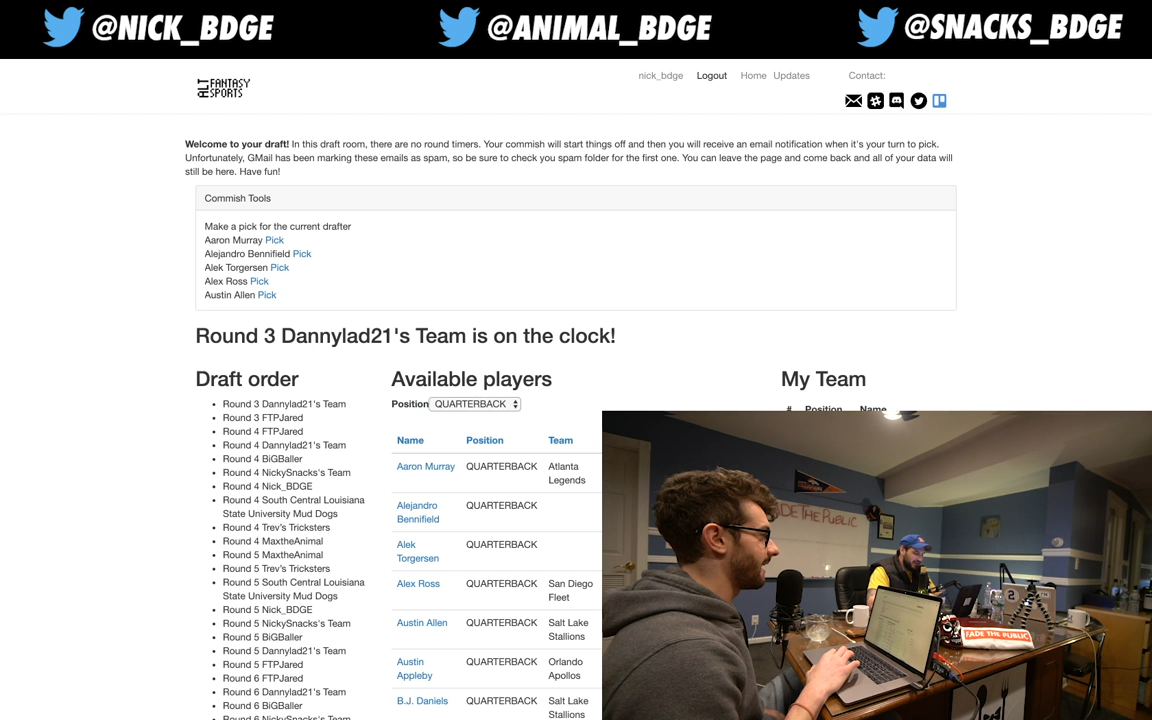 @NICK_BDGE @ANIMAL_BDGE @SNACKS_BDGE
ALT FANTASY SPORTS
nick_bdge Logout Home Updates Contact:
Welcome to your draft! In this draft room, there are no round timers. Your commish will start things off and then you will receive an email notification when it's your turn to pick.
Unfortunately, GMail has been marking these emails as spam, so be sure to check you spam folder for the first one. You can leave the page and come back and all of your data will
still be here. Have fun!
Commish Tools
Make a pick for the current drafter
Aaron Murray Pick
Alejandro Bennifield Pick
Alek Torgersen Pick
Alex Ross Pick
Austin Allen Pick
Round 3 Dannylad21's Team is on the clock!
Draft order
Round 3 Dannylad21's Team
Round 3 FTPJared
Round 4 FTPJared
Round 4 Dannylad21's Team
Round 4 BiGBaller
Round 4 NickySnacks's Team
Round 4 Nick_BDGE
Round 4 South Central Louisiana
State University Mud Dogs
Round 4 Trev's Tricksters
Round 4 MaxtheAnimal
Round 5 MaxtheAnimal
Round 5 Trev's Tricksters
Round 5 South Central Louisiana
State University Mud Dogs
Round 5 Nick_BDGE
Round 5 NickySnacks's Team
Round 5 BiGBaller
Round 5 Dannylad21's Team
Round 5 FTPJared
Round 6 FTPJared
Round 6 Dannylad21's Team
Round 6 BiGBaller
Round 6 NickySnacks's Team
Available players
Position QUARTERBACK
Name Position Team
Aaron Murray QUARTERBACK Atlanta
Legends
Alejandro QUARTERBACK
Bennifield
Alek QUARTERBACK
Torgersen
Alex Ross QUARTERBACK San Diego
Fleet
Austin Allen QUARTERBACK Salt Lake
Stallions
Austin QUARTERBACK Orlando
Appleby Apollos
B.J. Daniels QUARTERBACK Salt Lake
Stallions
My Team
# Position Name
FADE THE PUBLIC
2
FADE THE PUBLIC